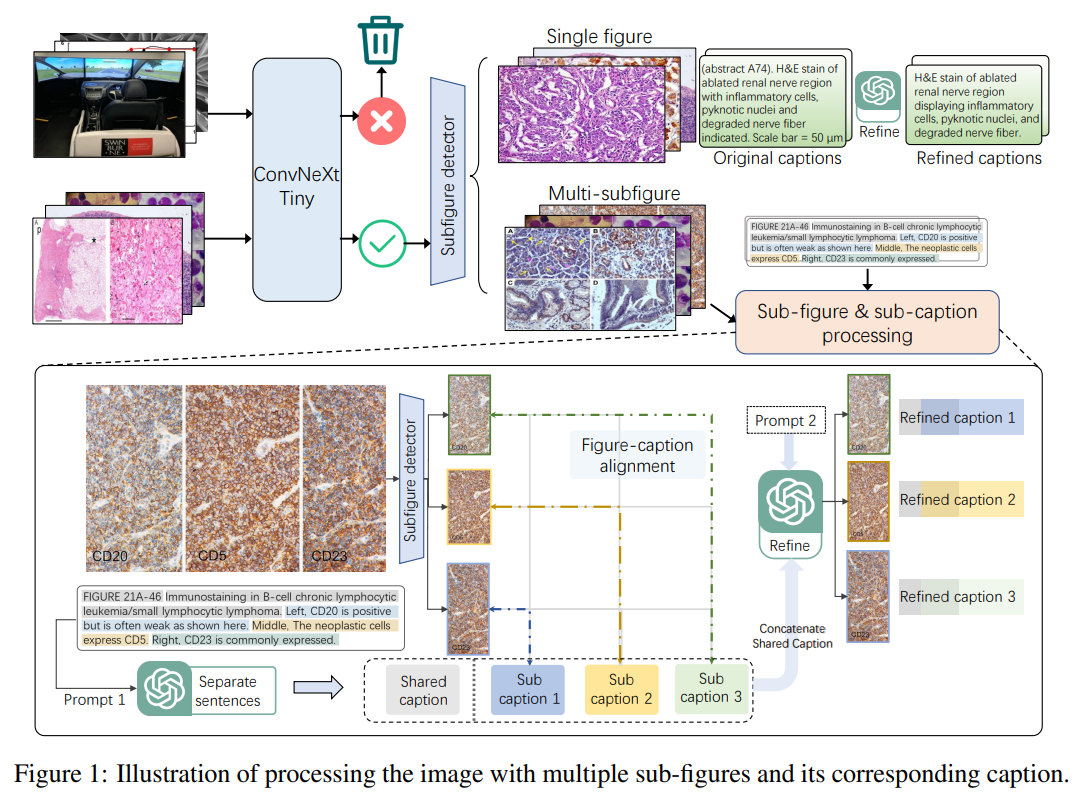 SWIN
BUR
NE
ConvNeXt
Tiny
Subfigure detector
Single figure
(abstract A74). H&E stain of
ablated renal nerve region
with inflammatory cells,
pyknotic nuclei and
degraded nerve fiber
indicated. Scale bar = 50 μm
Original captions
Refine
H&E stain of ablated
renal nerve region
displaying inflammatory
cells, pyknotic nuclei, and
degraded nerve fiber.
Refined captions
Multi-subfigure
A
B
C
D
FIGURE 21A-46 Immunostaining in B-cell chronic lymphocytic
leukemia/small lymphocytic lymphoma. Left, CD20 is positive
but is often weak as shown here. Middle, The neoplastic cells
express CD5. Right, CD23 is commonly expressed.
Sub-figure & sub-caption
processing
CD20
CD5
CD23
Subfigure detector
CD20
CD5
CD23
Figure-caption
alignment
Prompt 2
Refine
Refined caption 1
Refined caption 2
Refined caption 3
CD20
CD5
CD23
FIGURE 21A-46 Immunostaining in B-cell chronic lymphocytic
leukemia/small lymphocytic lymphoma. Left, CD20 is positive
but is often weak as shown here. Middle, The neoplastic cells
express CD5. Right, CD23 is commonly expressed.
Prompt 1
Separate
sentences
Shared
caption
Sub
caption 1
Sub
caption 2
Sub
caption 3
Concatenate
Shared Caption
Figure 1: Illustration of processing the image with multiple sub-figures and its corresponding caption.